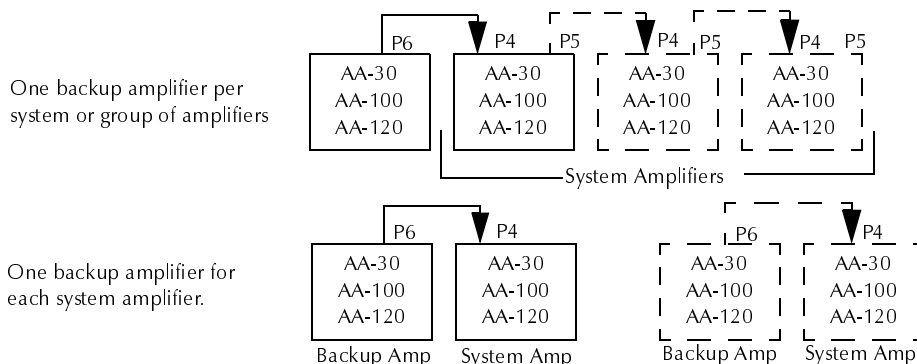 P6 P4 P5 P4 P5 P4 P5
One backup amplifier per
system or group of amplifiers
AA-30 AA-30 AA-30 AA-30
AA-100 AA-100 AA-100 AA-100
AA-120 AA-120 AA-120 AA-120
System Amplifiers
P6 P4 P6 P4
One backup amplifier for
each system amplifier.
AA-30 AA-30 AA-30 AA-30
AA-100 AA-100 AA-100 AA-100
AA-120 AA-120 AA-120 AA-120
Backup Amp System Amp Backup Amp System Amp